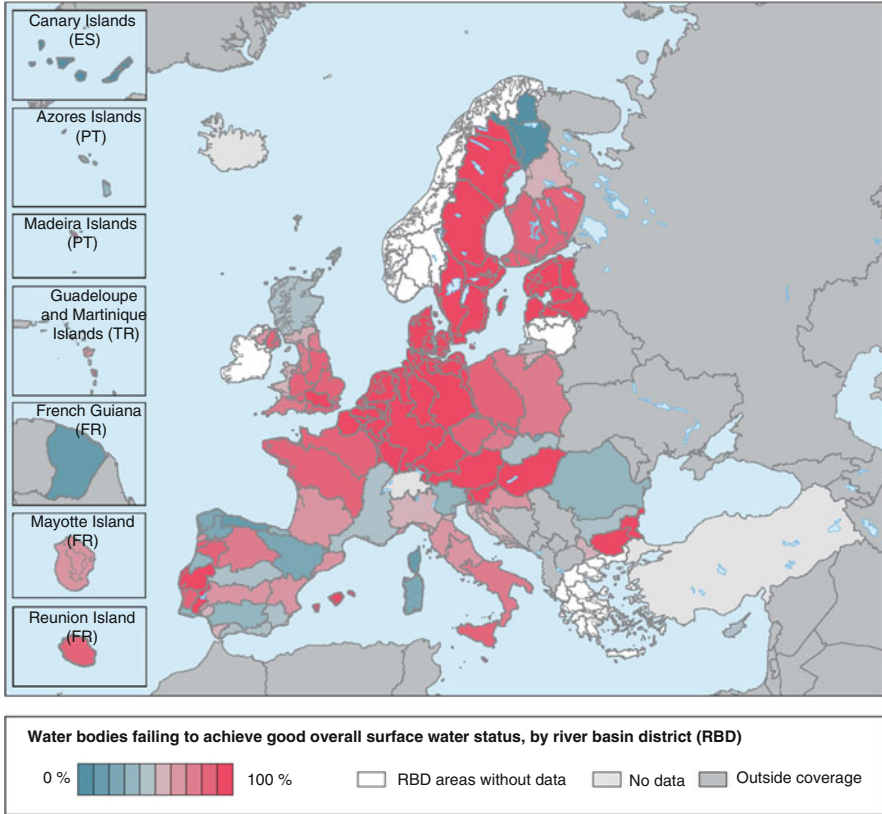 Canary Islands
(ES)
Azores Islands
(PT)
Madeira Islands
(PT)
Guadeloupe
and Martinique
Islands (TR)
French Guiana
(FR)
Mayotte Island
(FR)
Reunion Island
(FR)
Water bodies failing to achieve good overall surface water status, by river basin district (RBD)
0 % 100 % RBD areas without data No data Outside coverage